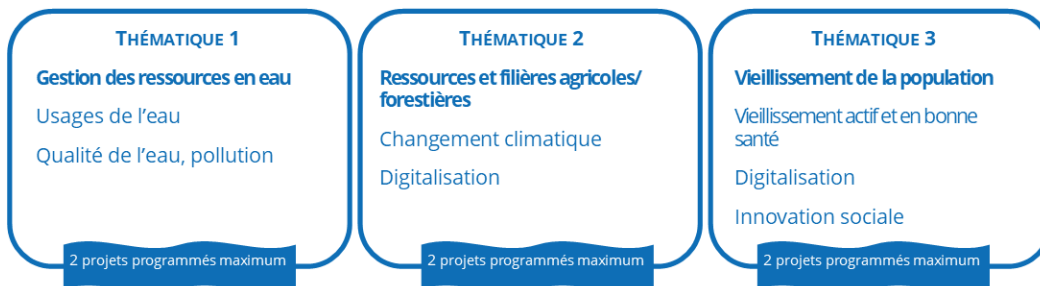 THÉMATIQUE 1
Gestion des ressources en eau
Usages de l'eau
Qualité de l'eau, pollution
2 projets programmés maximum
THÉMATIQUE 2
Ressources et filières agricoles/
forestières
Changement climatique
Digitalisation
2 projets programmés maximum
THÉMATIQUE 3
Vieillissement de la population
Vieillissement actif et en bonne
santé
Digitalisation
Innovation sociale
2 projets programmés maximum